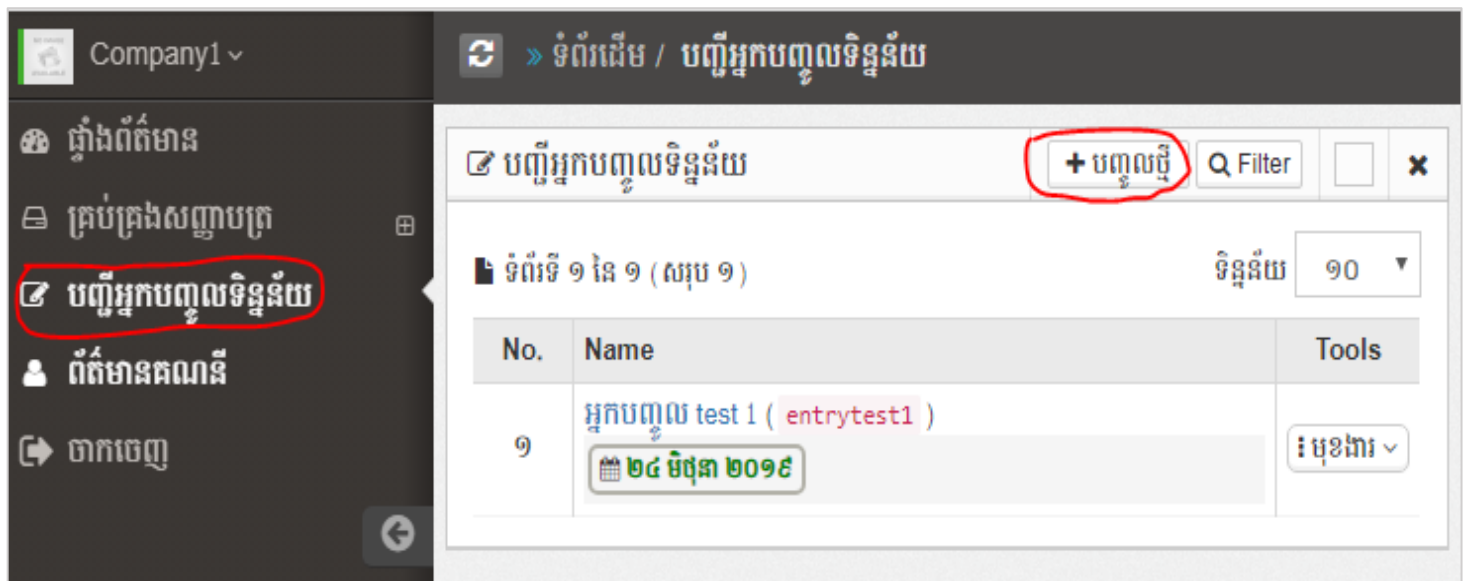 Company1
ផ្ទាំងព័ត៌មាន
គ្រប់គ្រងសញ្ញាបត្រ
បញ្ជីអ្នកបញ្ចូលទិន្នន័យ
ព័ត៌មានគណនី
ចាកចេញ
» ទំព័រដើម / បញ្ជីអ្នកបញ្ចូលទិន្នន័យ
បញ្ជីអ្នកបញ្ចូលទិន្នន័យ
+ បញ្ចូលថ្មី Filter
ទំព័រទី ១ នៃ ១ (សរុប ១) ទិន្នន័យ ១០
No. Name Tools
១ អ្នកបញ្ចូល test 1 ( entrytest1 ) មុខងារ
២៤ មិថុនា ២០១៩